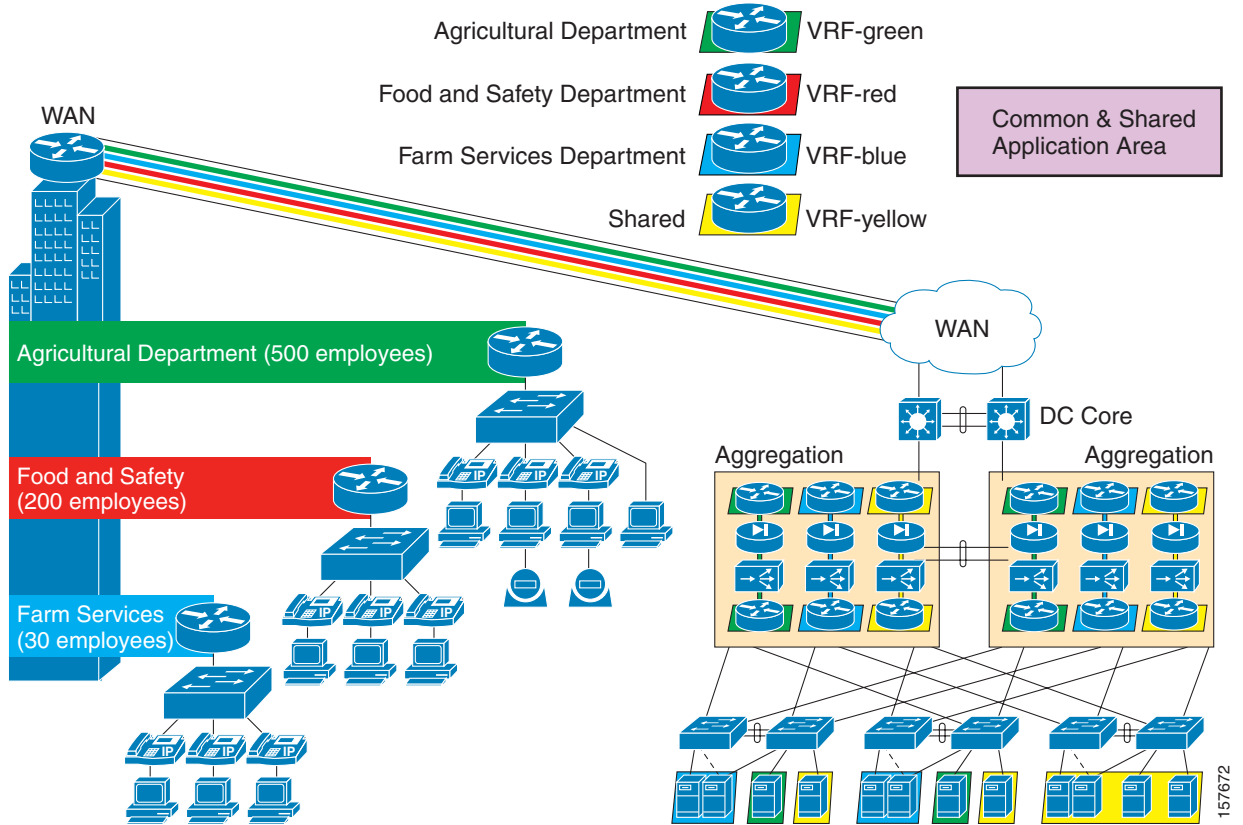 Agricultural Department
VRF-green
Food and Safety Department
VRF-red
Farm Services Department
VRF-blue
Shared
VRF-yellow
Common & Shared
Application Area
WAN
WAN
Agricultural Department (500 employees)
DC Core
Aggregation
Aggregation
Food and Safety
(200 employees)
IP
IP
IP
Farm Services
(30 employees)
IP
IP
IP
IP
IP
IP
157672